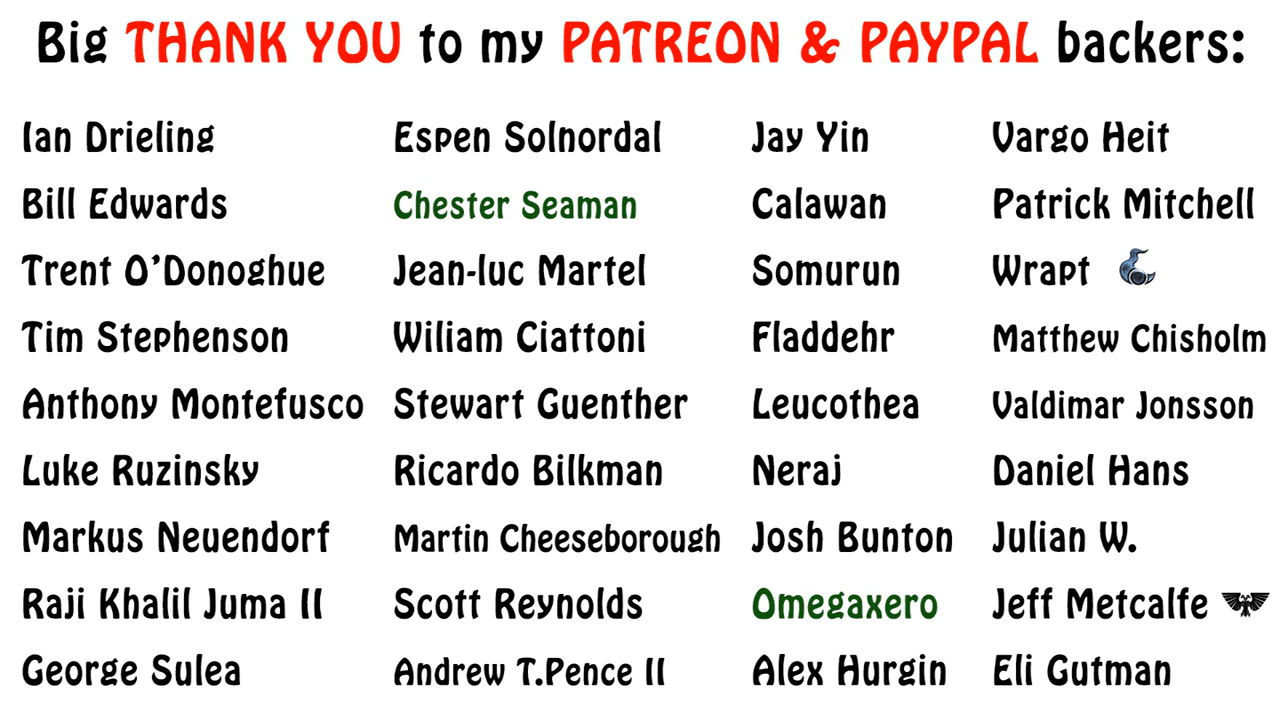 Big THANK YOU to my PATREON & PAYPAL backers:
Ian Drieling
Bill Edwards
Trent O'Donoghue
Tim Stephenson
Anthony Montefusco
Luke Ruzinsky
Markus Neuendorf
Raji Khalil Juma II
George Sulea
Espen Solnordal
Chester Seaman
Jean-luc Martel
Wiliam Ciattoni
Stewart Guenther
Ricardo Bilkman
Martin Cheeseborough
Scott Reynolds
Andrew T.Pence II
Jay Yin
Calawan
Somurun
Fladdehr
Leucothea
Neraj
Josh Bunton
Omegaxero
Alex Hurgin
Vargo Heit
Patrick Mitchell
Wrapt
Matthew Chisholm
Valdimar Jonsson
Daniel Hans
Julian W.
Jeff Metcalfe
Eli Gutman